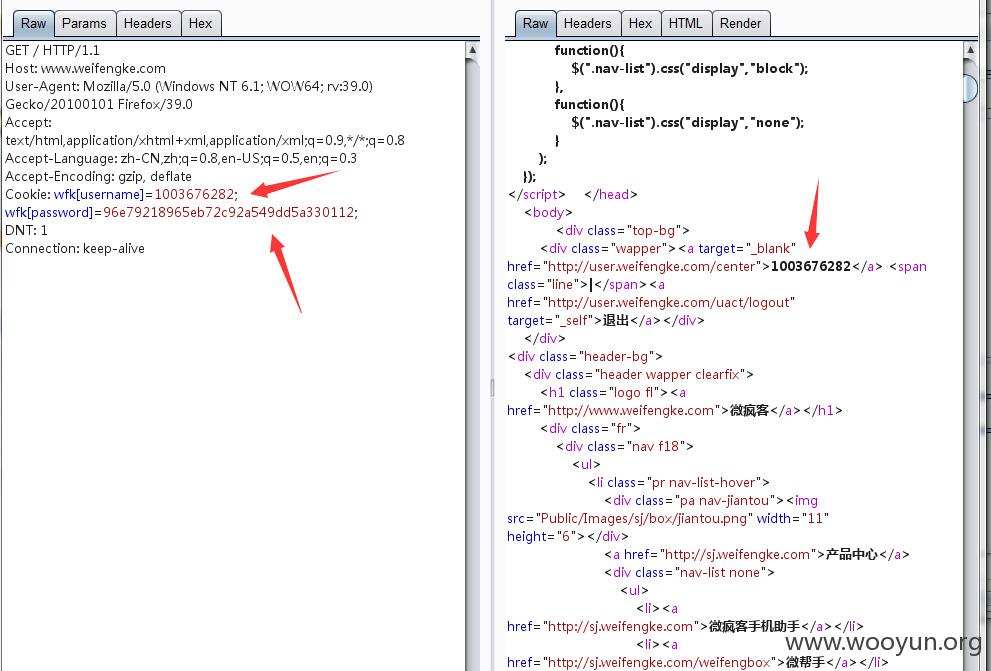 Raw Params Headers Hex
GET / HTTP/1.1
Host: www.weifengke.com
User-Agent: Mozilla/5.0 (Windows NT 6.1; WOW64; rv:39.0)
Gecko/20100101 Firefox/39.0
Accept:
text/html,application/xhtml+xml,application/xml;q=0.9,*/*;q=0.8
Accept-Language: zh-CN,zh;q=0.8,en-US;q=0.5,en;q=0.3
Accept-Encoding: gzip, deflate
Cookie: wfk[username]=1003676282;
wfk[password]=96e79218965eb72c92a549dd5a330112;
DNT: 1
Connection: keep-alive
Raw Headers Hex HTML Render
function(){
$(".nav-list").css("display","block");
},
function(){
$(".nav-list").css("display","none");
}
);
});
</script> </head>
<body>
<div class="top-bg">
<div class="wapper"><a target="_blank"
href="http://user.weifengke.com/center">1003676282</a> <span
class="line">|</span><a
href="http://user.weifengke.com/uact/logout"
target="_self">退出</a></div>
</div>
<div class="header-bg">
<div class="header wapper clearfix">
<h1 class="logo fl"><a
href="http://www.weifengke.com">微疯客</a></h1>
<div class="fr">
<div class="nav f18">
<ul>
<li class="pr nav-list-hover">
<div class="pa nav-jiantou"><img
src="Public/Images/sj/box/jiantou.png" width="11"
height="6"></div>
<a href="http://sj.weifengke.com">产品中心</a>
<div class="nav-list none">
<ul>
<li><a
href="http://sj.weifengke.com">微疯客手机助手</a></li>
<li><a
href="http://sj.weifengke.com/weifengbox">微帮手</a></li>
www.wooyun.org